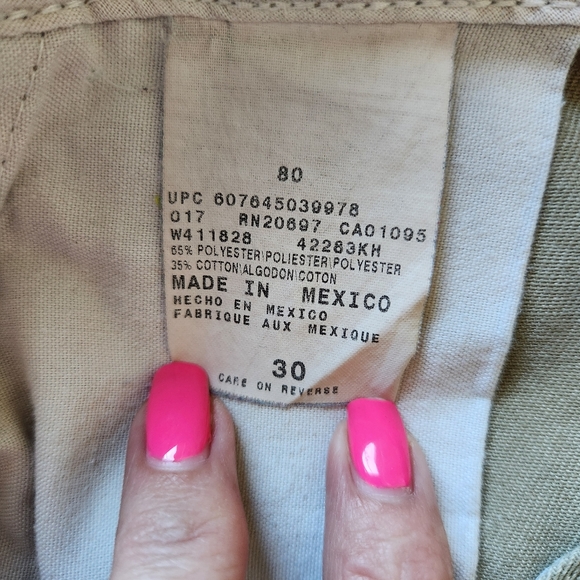 80
UPC 607645039978
017 RN20697 CA01095
W411828 42283KH
65% POLYESTER\POLIESTER\POLYESTER
35% COTTON\ALGODON\COTON
MADE IN MEXICO
HECHO EN MEXICO
FABRIQUE AUX MEXIQUE
30
CARE ON REVERSE